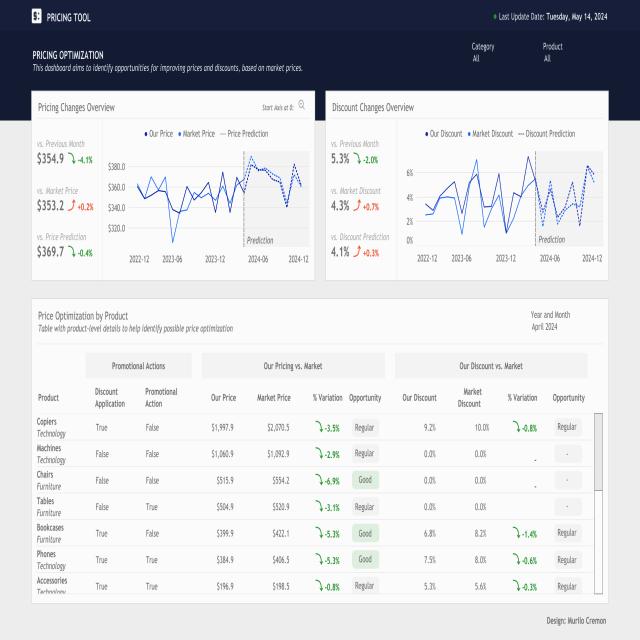 PRICING TOOL
Last Update Date: Tuesday, May 14, 2024
PRICING OPTIMIZATION
This dashboard aims to identify opportunities for improving prices and discounts, based on market prices.
Category
All
Product
All
Pricing Changes Overview
Start Axis at 0:
vs. Previous Month
$354.9 -4.1%
vs. Market Price
$353.2 +0.2%
vs. Price Prediction
$369.7 -0.4%
Our Price Market Price Price Prediction
$380.0
$360.0
$340.0
$320.0
Prediction
2022-12 2023-06 2023-12 2024-06 2024-12
Discount Changes Overview
vs. Previous Month
5.3% -2.0%
vs. Market Discount
4.3% +0.7%
vs. Discount Prediction
4.1% +0.3%
Our Discount Market Discount Discount Prediction
6%
4%
2%
0%
Prediction
2022-12 2023-06 2023-12 2024-06 2024-12
Price Optimization by Product
Table with product-level details to help identify possible price optimization
Year and Month
April 2024
Promotional Actions Our Pricing vs. Market Our Discount vs. Market
Product Discount Application Promotional Action Our Price Market Price % Variation Opportunity Our Discount Market Discount % Variation Opportunity
Copiers
Technology True False $1,997.9 $2,070.5 -3.5% Regular 9.2% 10.0% -0.8% Regular
Machines
Technology False False $1,060.9 $1,092.9 -2.9% Regular 0.0% 0.0% - -
Chairs
Furniture False False $515.9 $554.2 -6.9% Good 0.0% 0.0% - -
Tables
Furniture False True $504.9 $520.9 -3.1% Regular 0.0% 0.0% -
Bookcases
Furniture True False $399.9 $422.1 -5.3% Good 6.8% 8.2% -1.4% Regular
Phones
Technology True True $384.9 $406.5 -5.3% Good 7.5% 8.0% -0.6% Regular
Accessories
Technology True True $196.9 $198.5 -0.8% Regular 5.3% 5.6% -0.3% Regular
Design: Murilo Cremon